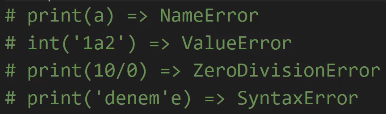 # print(a) => NameError
# int('1a2') => ValueError
# print(10/0) => ZeroDivisionError
# print('denem'e) => SyntaxError